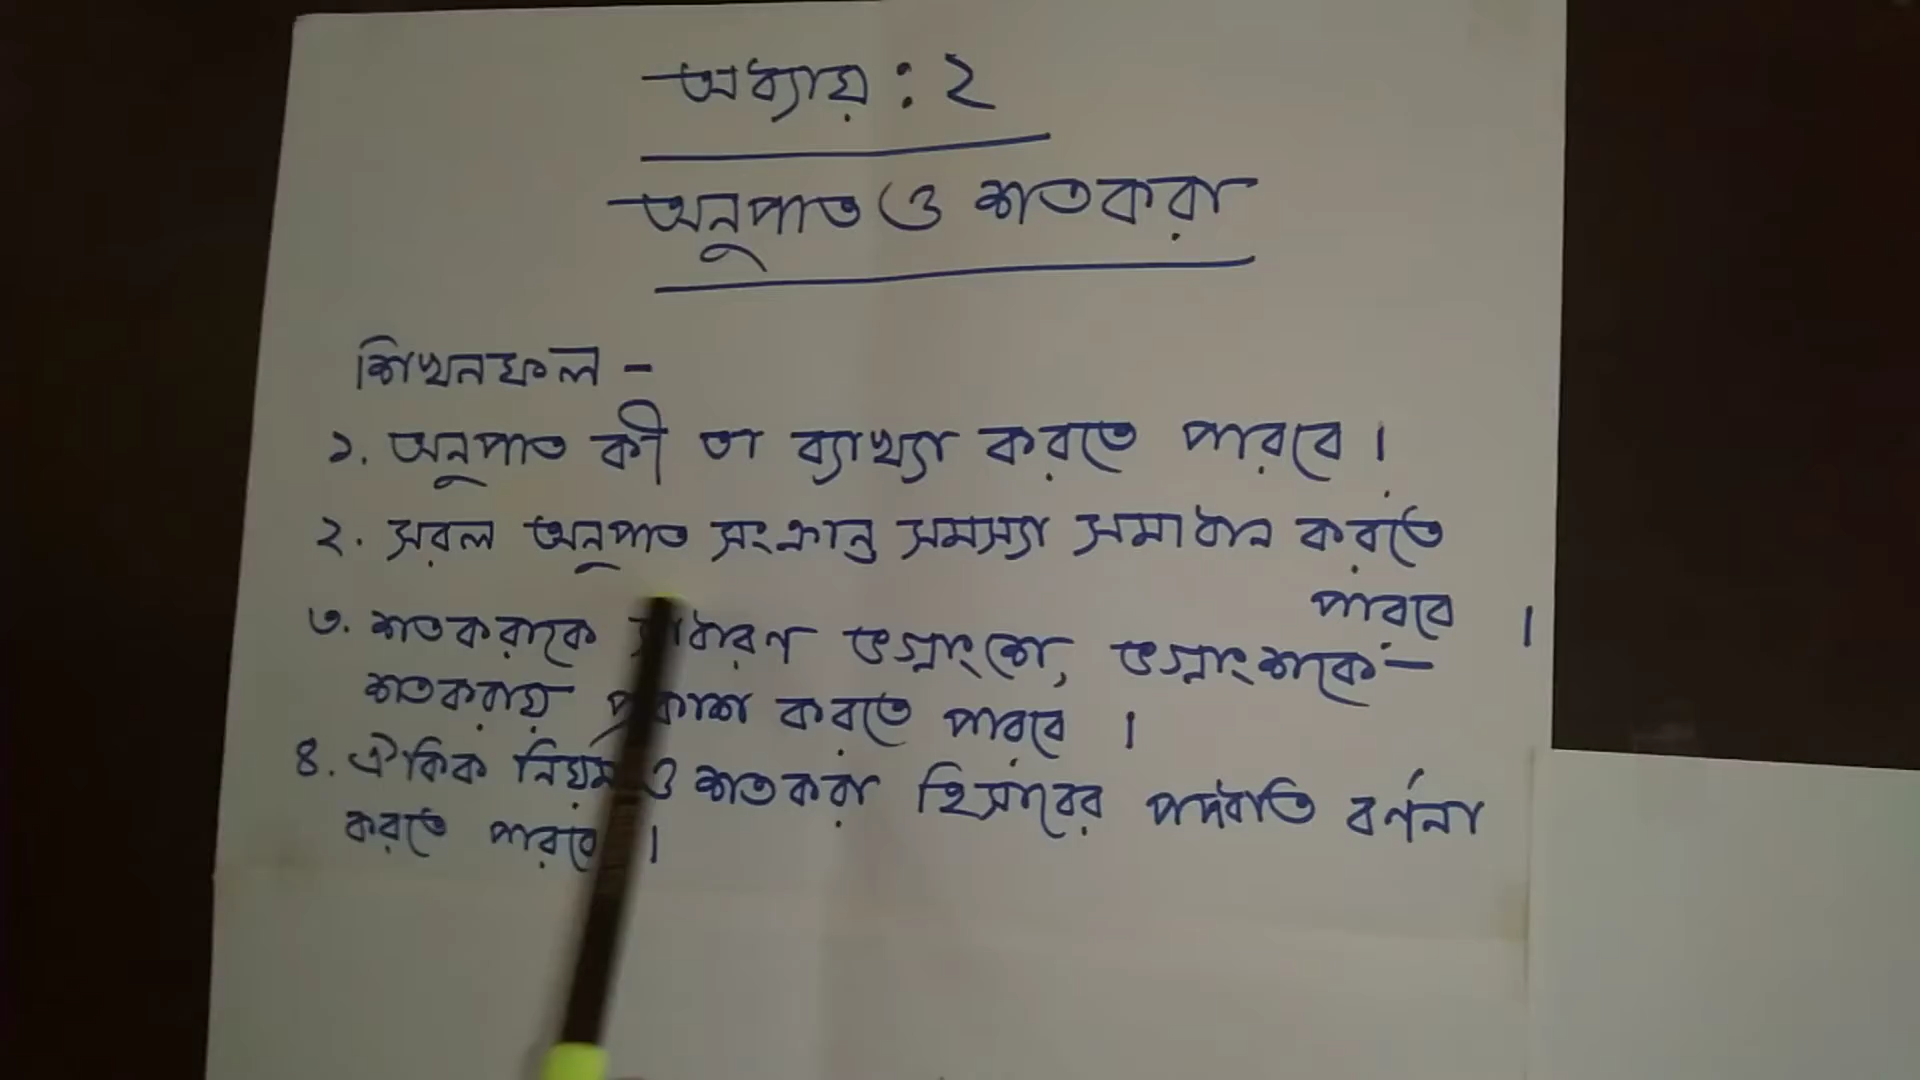 অধ্যায় : ২
অনুপাত ও শতকরা
শিখনফল -
১. অনুপাত কী তা ব্যাখ্যা করতে পারবে।
২. সরল অনুপাত সংক্রান্ত সমস্যা সমাধান করতে
পারবে ।
৩. শতকরাকে সাধারণ ভগ্নাংশে, ভগ্নাংশকে-
শতকরায় প্রকাশ করতে পারবে ।
৪. ঐকিক নিয়ম ও শতকরা হিসাবের পদ্ধতি বর্ণনা
করতে পারবে ।